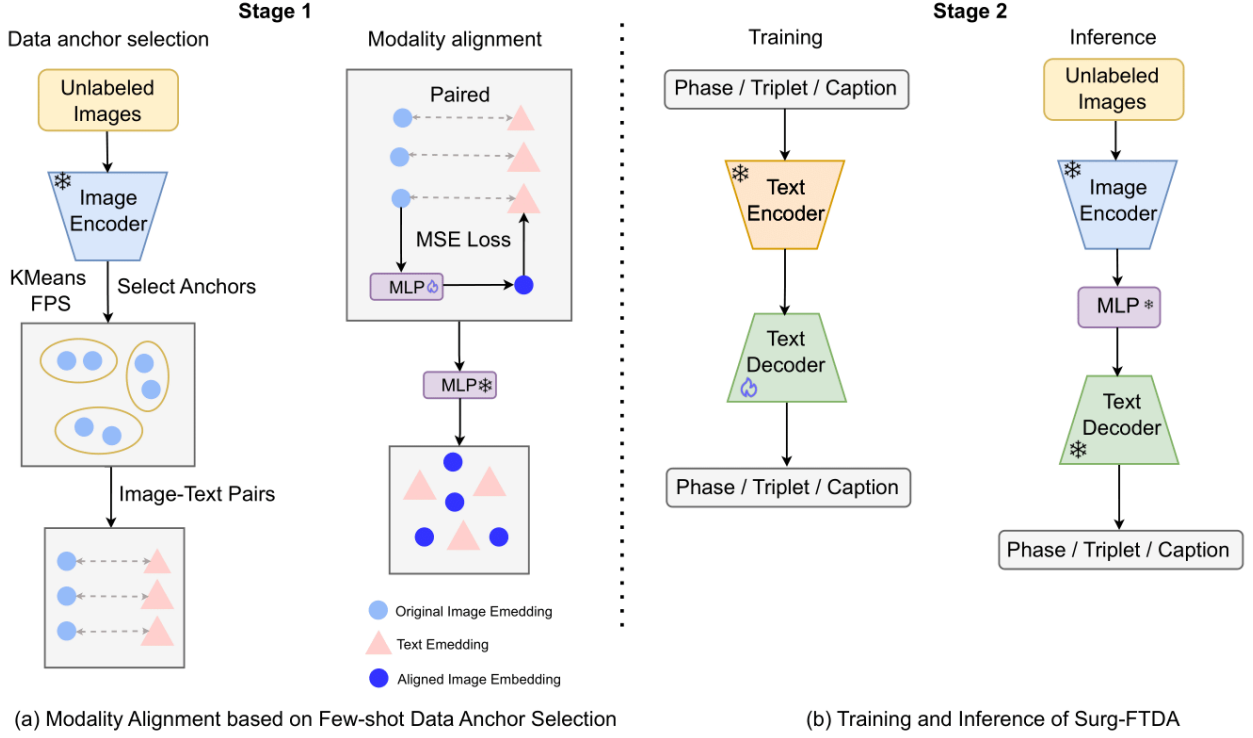 Stage 1
Data anchor selection
Unlabeled
Images
Image
Encoder
KMeans
FPS
Select Anchors
Image-Text Pairs
Modality alignment
Paired
MSE Loss
MLP
MLP
Original Image Emedding
Text Emedding
Aligned Image Embedding
(a) Modality Alignment based on Few-shot Data Anchor Selection
Stage 2
Training
Phase / Triplet / Caption
Text
Encoder
Text
Decoder
Phase / Triplet / Caption
Inference
Unlabeled
Images
Image
Encoder
MLP
Text
Decoder
Phase / Triplet / Caption
(b) Training and Inference of Surg-FTDA